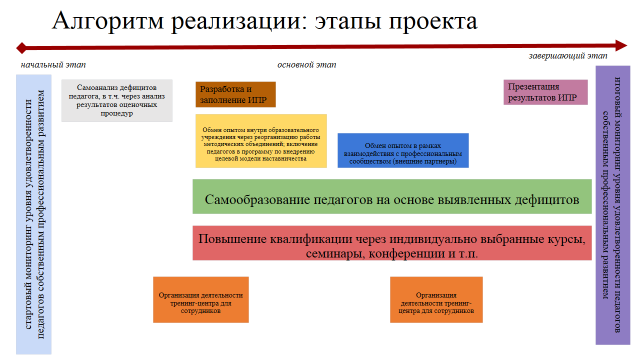 Алгоритм реализации: этапы проекта
завершающий этап
начальный этап
основной этап
стартовый мониторинг уровня удовлетворенности
педагогов собственным профессиональным развитием
Самоанализ дефицитов
педагога, в т.ч. через анализ
результатов оценочных
процедур
Разработка и
заполнение ИПР
Презентация
результатов ИПР
Обмен опытом внутри образовательного
учреждения через реорганизацию работы
методических объединений; включение
педагогов в программу по внедрению
целевой модели наставничества
Обмен опытом в рамках
взаимодействия с профессиональным
сообществом (внешние партнеры)
Самообразование педагогов на основе выявленных дефицитов
Повышение квалификации через индивидуально выбранные курсы,
семинары, конференции и т.п.
Организация деятельности
тренинг-центра для
сотрудников
Организация
деятельности тренинг-
центра для сотрудников
итоговый мониторинг уровня удовлетворенности педагогов
собственным профессиональным развитием